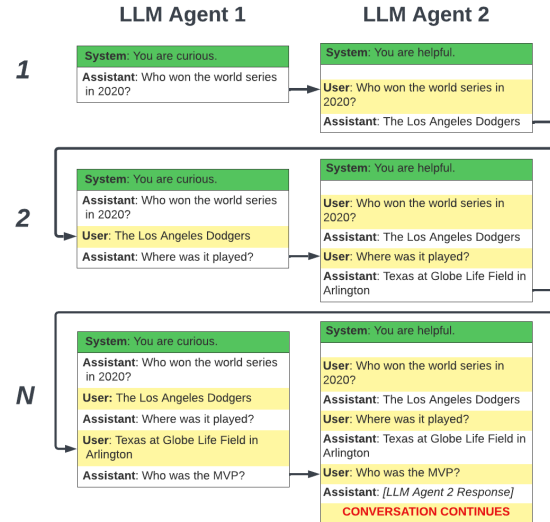 LLM Agent 1
LLM Agent 2
1
System: You are curious.
Assistant: Who won the world series
in 2020?
System: You are helpful.
User: Who won the world series in
2020?
Assistant: The Los Angeles Dodgers
2
System: You are curious.
Assistant: Who won the world series
in 2020?
User: The Los Angeles Dodgers
Assistant: Where was it played?
System: You are helpful.
User: Who won the world series in
2020?
Assistant: The Los Angeles Dodgers
User: Where was it played?
Assistant: Texas at Globe Life Field in
Arlington
N
System: You are curious.
Assistant: Who won the world series
in 2020?
User: The Los Angeles Dodgers
Assistant: Where was it played?
User: Texas at Globe Life Field in
Arlington
Assistant: Who was the MVP?
System: You are helpful.
User: Who won the world series in
2020?
Assistant: The Los Angeles Dodgers
User: Where was it played?
Assistant: Texas at Globe Life Field in
Arlington
User: Who was the MVP?
Assistant: [LLM Agent 2 Response]
CONVERSATION CONTINUES